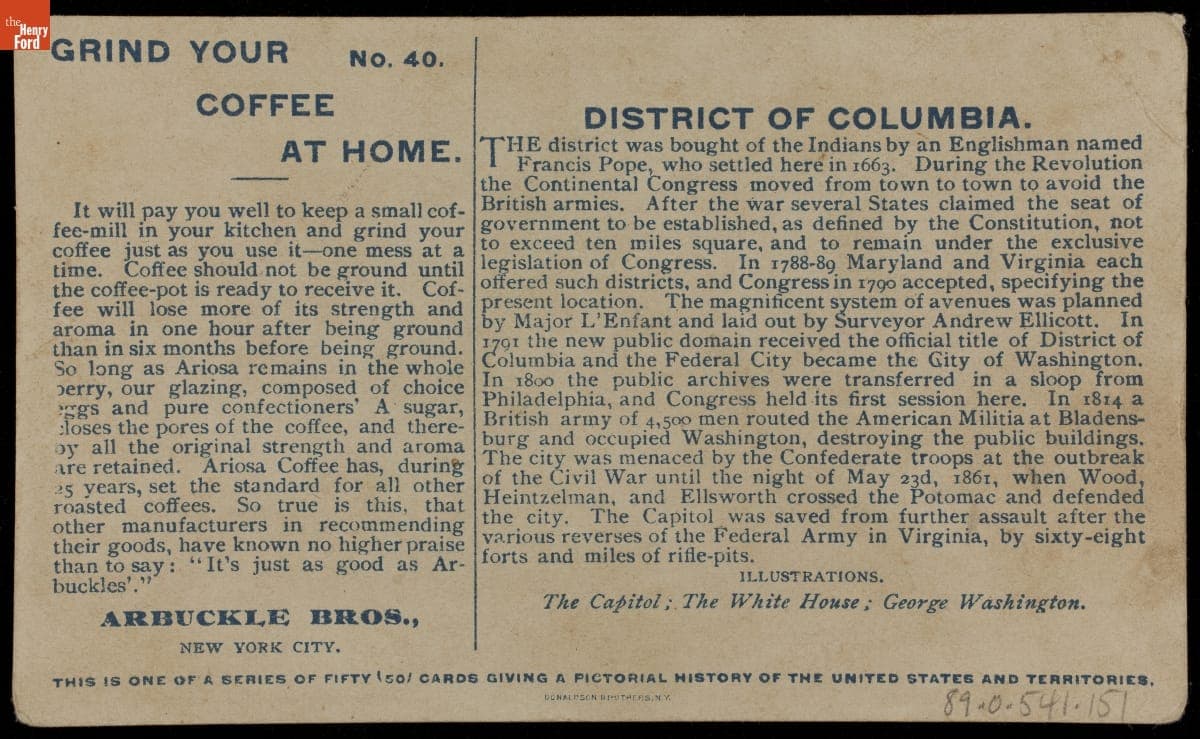 the
Henry
Ford
GRIND YOUR No. 40.
COFFEE
AT HOME.
It will pay you well to keep a small cof-
fee-mill in your kitchen and grind your
coffee just as you use it—one mess at a
time. Coffee should not be ground until
the coffee-pot is ready to receive it. Cof-
fee will lose more of its strength and
aroma in one hour after being ground
than in six months before being ground.
So long as Ariosa remains in the whole
berry, our glazing, composed of choice
eggs and pure confectioners' A sugar,
closes the pores of the coffee, and there-
by all the original strength and aroma
are retained. Ariosa Coffee has, during
25 years, set the standard for all other
roasted coffees. So true is this, that
other manufacturers in recommending
their goods, have known no higher praise
than to say: "It's just as good as Ar-
buckles'."
ARBUCKLE BROS.,
NEW YORK CITY.
DISTRICT OF COLUMBIA.
THE district was bought of the Indians by an Englishman named
Francis Pope, who settled here in 1663. During the Revolution
the Continental Congress moved from town to town to avoid the
British armies. After the war several States claimed the seat of
government to be established, as defined by the Constitution, not
to exceed ten miles square, and to remain under the exclusive
legislation of Congress. In 1788-89 Maryland and Virginia each
offered such districts, and Congress in 1790 accepted, specifying the
present location. The magnificent system of avenues was planned
by Major L'Enfant and laid out by Surveyor Andrew Ellicott. In
1791 the new public domain received the official title of District of
Columbia and the Federal City became the City of Washington.
In 1800 the public archives were transferred in a sloop from
Philadelphia, and Congress held its first session here. In 1814 a
British army of 4,500 men routed the American Militia at Bladens-
burg and occupied Washington, destroying the public buildings.
The city was menaced by the Confederate troops at the outbreak
of the Civil War until the night of May 23d, 1861, when Wood,
Heintzelman, and Ellsworth crossed the Potomac and defended
the city. The Capitol was saved from further assault after the
various reverses of the Federal Army in Virginia, by sixty-eight
forts and miles of rifle-pits.
ILLUSTRATIONS.
The Capitol; The White House; George Washington.
THIS IS ONE OF A SERIES OF FIFTY (50) CARDS GIVING A PICTORIAL HISTORY OF THE UNITED STATES AND TERRITORIES.
DONALDSON BROTHERS, N.Y.
89.0.541.151